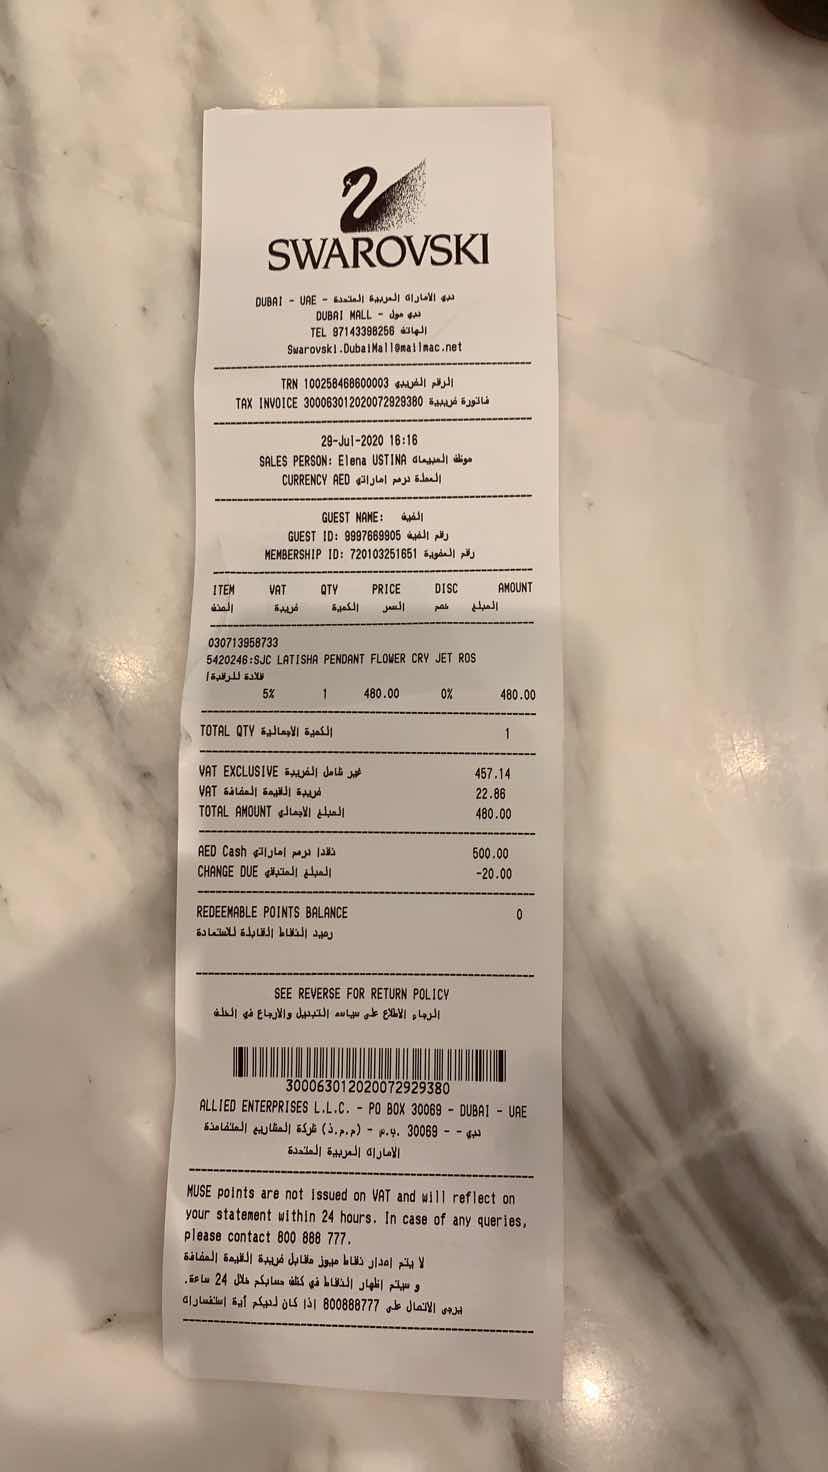 SWAROVSKI
DUBAI - UAE - دبي الامارات العربية المتحدة
DUBAI MALL - دبي مول
TEL 97143398256 الهاتف
Swarovski.DubaiMall@mailmac.net
TRN 100258468600003 الرقم الضريبي
TAX INVOICE 300063012020072929380 فاتورة ضريبية
29-Jul-2020 16:16
SALES PERSON: Elena USTINA موظف المبيعات
CURRENCY AED العملة درهم اماراتي
GUEST NAME: الضيف
GUEST ID: 9997669905 رقم الضيف
MEMBERSHIP ID: 720103251651 رقم العضوية
ITEM VAT QTY PRICE DISC AMOUNT
الصنف ضريبة الكمية السعر خصم المبلغ
030713958733
5420246:SJC LATISHA PENDANT FLOWER CRY JET ROS
قلادة للرقبة/
5% 1 480.00 0% 480.00
TOTAL QTY الكمية الاجمالية 1
VAT EXCLUSIVE غير شامل الضريبة 457.14
VAT ضريبة القيمة المضافة 22.86
TOTAL AMOUNT المبلغ الاجمالي 480.00
AED Cash نقدا درهم اماراتي 500.00
CHANGE DUE المبلغ المتبقي -20.00
REDEEMABLE POINTS BALANCE 0
رصيد النقاط القابلة للاستعادة
SEE REVERSE FOR RETURN POLICY
الرجاء الاطلاع على سياسة التبديل والارجاع في الخلف
300063012020072929380
ALLIED ENTERPRISES L.L.C. - PO BOX 30069 - DUBAI - UAE
شركة المشاريع المتضامنة (ذ.م.م) - ص.ب. 30069 - - دبي
الامارات العربية المتحدة
MUSE points are not issued on VAT and will reflect on
your statement within 24 hours. In case of any queries,
please contact 800 888 777.
لا يتم اصدار نقاط ميوز مقابل ضريبة القيمة المضافة
و سيتم اظهار النقاط في كشف حسابكم خلال 24 ساعة.
يرجى الاتصال على 800888777 اذا كان لديكم أية استفسارات